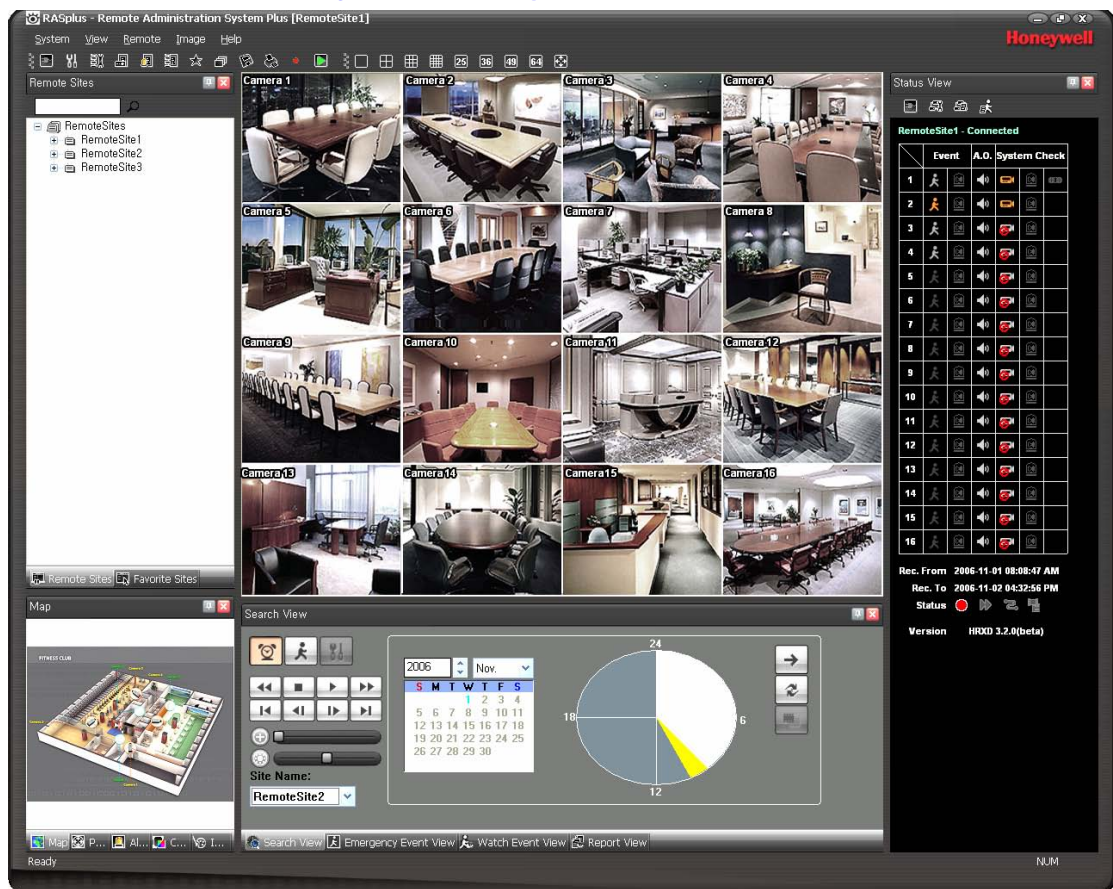 RASplus - Remote Administration System Plus [RemoteSite1]
System View Remote Image Help
Honeywell
25 36 49 64
Remote Sites
RemoteSites
RemoteSite1
RemoteSite2
RemoteSite3
Remote Sites Favorite Sites
Camera 1 Camera 2 Camera 3 Camera 4
Camera 5 Camera 6 Camera 7 Camera 8
Camera 9 Camera 10 Camera 11 Camera 12
Camera 13 Camera 14 Camera 15 Camera 16
Status View
RemoteSite1 - Connected
Event A.O. System Check
1
2
3
4
5
6
7
8
9
10
11
12
13
14
15
16
Rec. From 2006-11-01 08:08:47 AM
Rec. To 2006-11-02 04:32:56 PM
Status
Version HRXD 3.2.0(beta)
Map
FITNESS CLUB
Map P... Al... C... I...
Search View
Site Name:
RemoteSite2
2006 Nov.
S M T W T F S
1 2 3 4
5 6 7 8 9 10 11
12 13 14 15 16 17 18
19 20 21 22 23 24 25
26 27 28 29 30
24
18
6
12
Search View Emergency Event View Watch Event View Report View
Ready
NUM